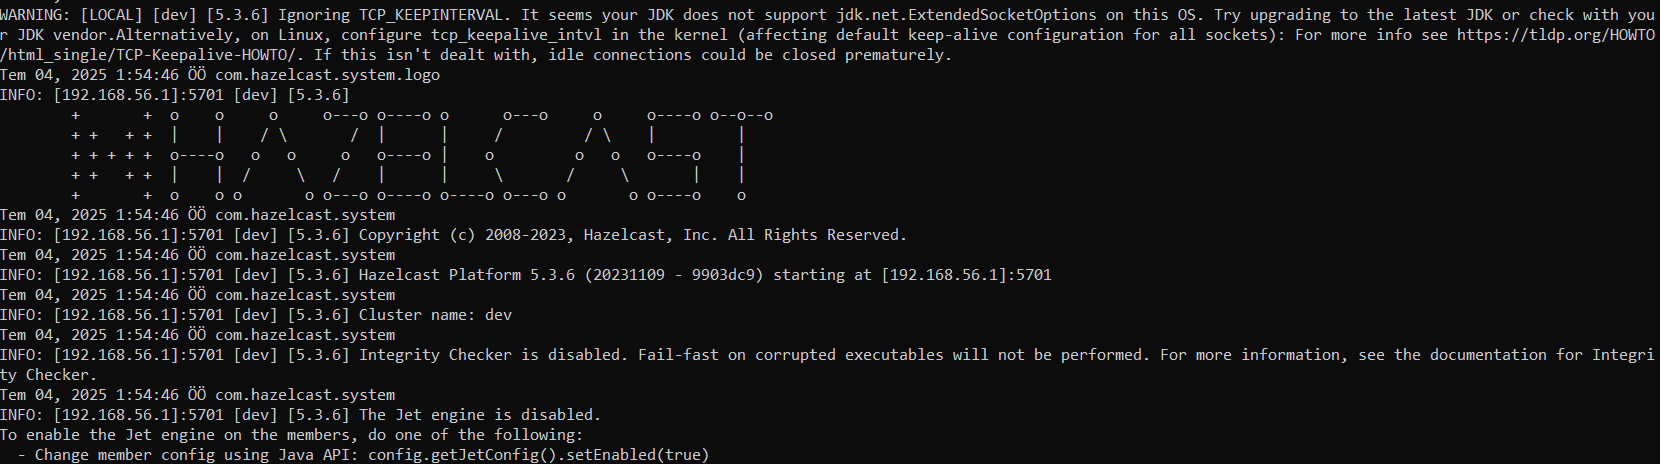 WARNING: [LOCAL] [dev] [5.3.6] Ignoring TCP_KEEPINTERVAL. It seems your JDK does not support jdk.net.ExtendedSocketOptions on this OS. Try upgrading to the latest JDK or check with you
r JDK vendor.Alternatively, on Linux, configure tcp_keepalive_intvl in the kernel (affecting default keep-alive configuration for all sockets): For more info see https://tldp.org/HOWTO
/html_single/TCP-Keepalive-HOWTO/. If this isn't dealt with, idle connections could be closed prematurely.
Tem 04, 2025 1:54:46 ÖÖ com.hazelcast.system.logo
INFO: [192.168.56.1]:5701 [dev] [5.3.6]
        +       +  o    o     o     o---o o----o o      o---o     o     o----o o--o--o
        + +   + +  |    |    / \       /  |      |     /         / \    |         |
        + + + + +  o----o   o   o     o   o----o |    o         o   o   o----o    |
        + +   + +  |    |  /     \   /    |      |     \       /     \       |    |
        +       +  o    o o       o o---o o----o o----o o---o o       o o----o    o
Tem 04, 2025 1:54:46 ÖÖ com.hazelcast.system
INFO: [192.168.56.1]:5701 [dev] [5.3.6] Copyright (c) 2008-2023, Hazelcast, Inc. All Rights Reserved.
Tem 04, 2025 1:54:46 ÖÖ com.hazelcast.system
INFO: [192.168.56.1]:5701 [dev] [5.3.6] Hazelcast Platform 5.3.6 (20231109 - 9903dc9) starting at [192.168.56.1]:5701
Tem 04, 2025 1:54:46 ÖÖ com.hazelcast.system
INFO: [192.168.56.1]:5701 [dev] [5.3.6] Cluster name: dev
Tem 04, 2025 1:54:46 ÖÖ com.hazelcast.system
INFO: [192.168.56.1]:5701 [dev] [5.3.6] Integrity Checker is disabled. Fail-fast on corrupted executables will not be performed. For more information, see the documentation for Integri
ty Checker.
Tem 04, 2025 1:54:46 ÖÖ com.hazelcast.system
INFO: [192.168.56.1]:5701 [dev] [5.3.6] The Jet engine is disabled.
To enable the Jet engine on the members, do one of the following:
  - Change member config using Java API: config.getJetConfig().setEnabled(true)